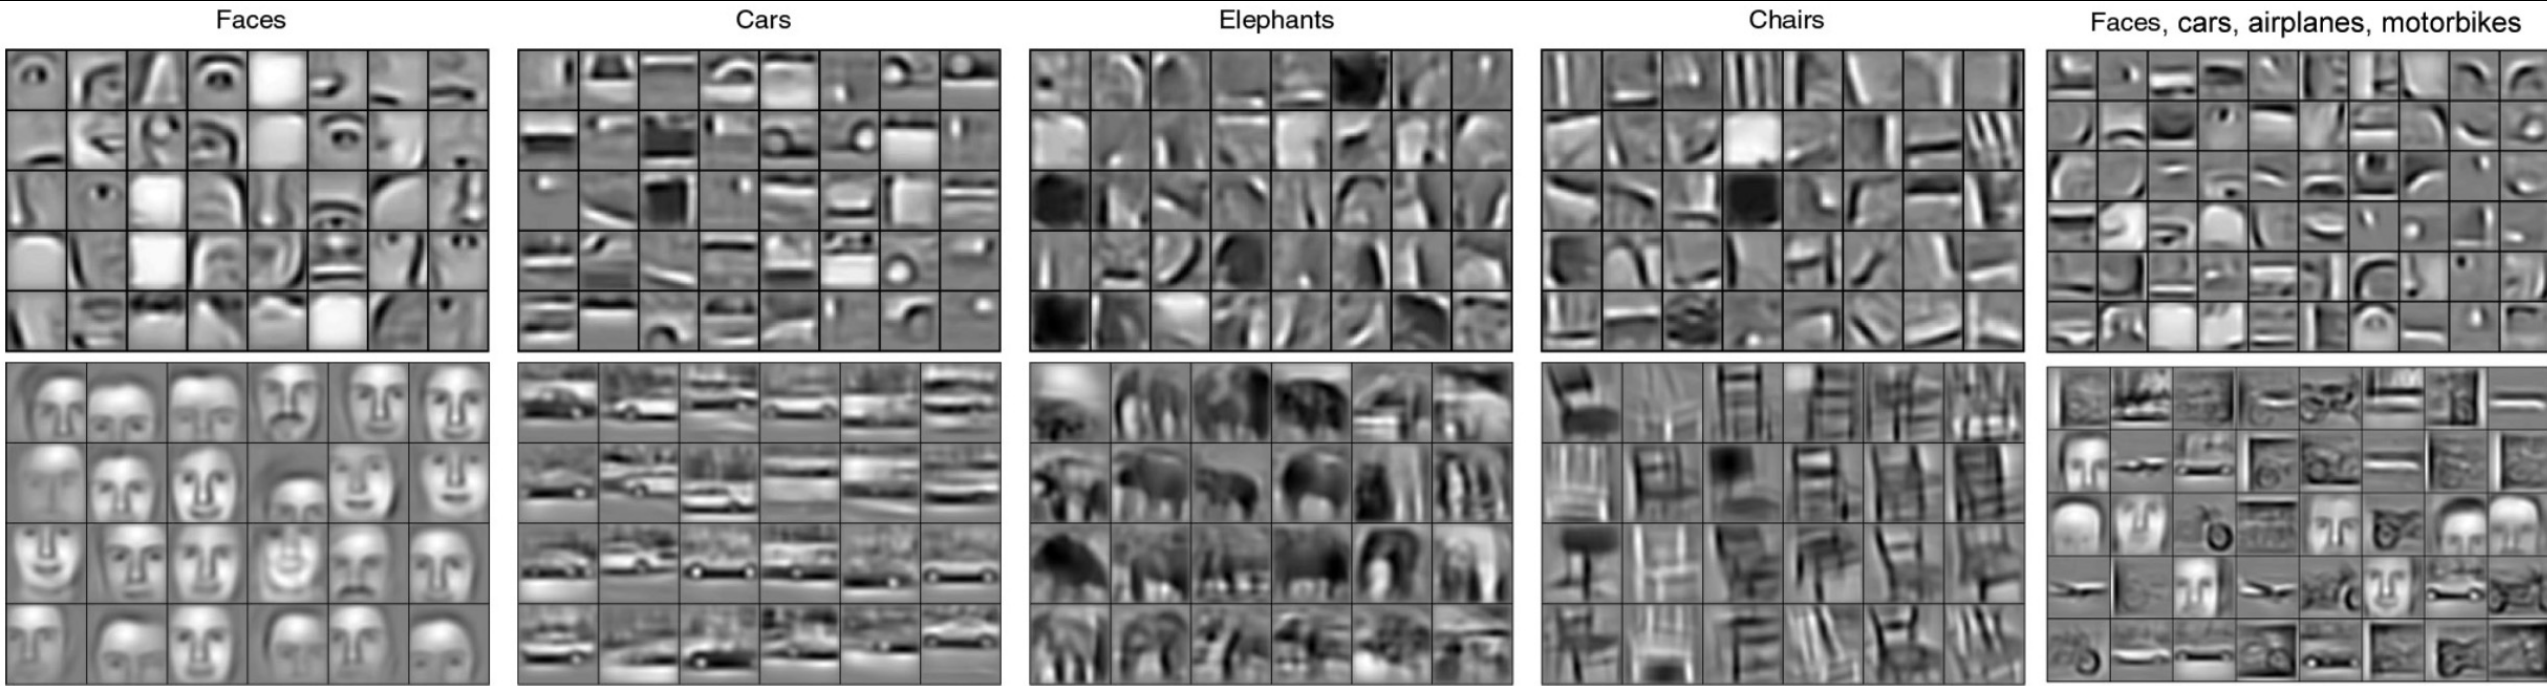 Faces
Cars
Elephants
Chairs
Faces, cars, airplanes, motorbikes